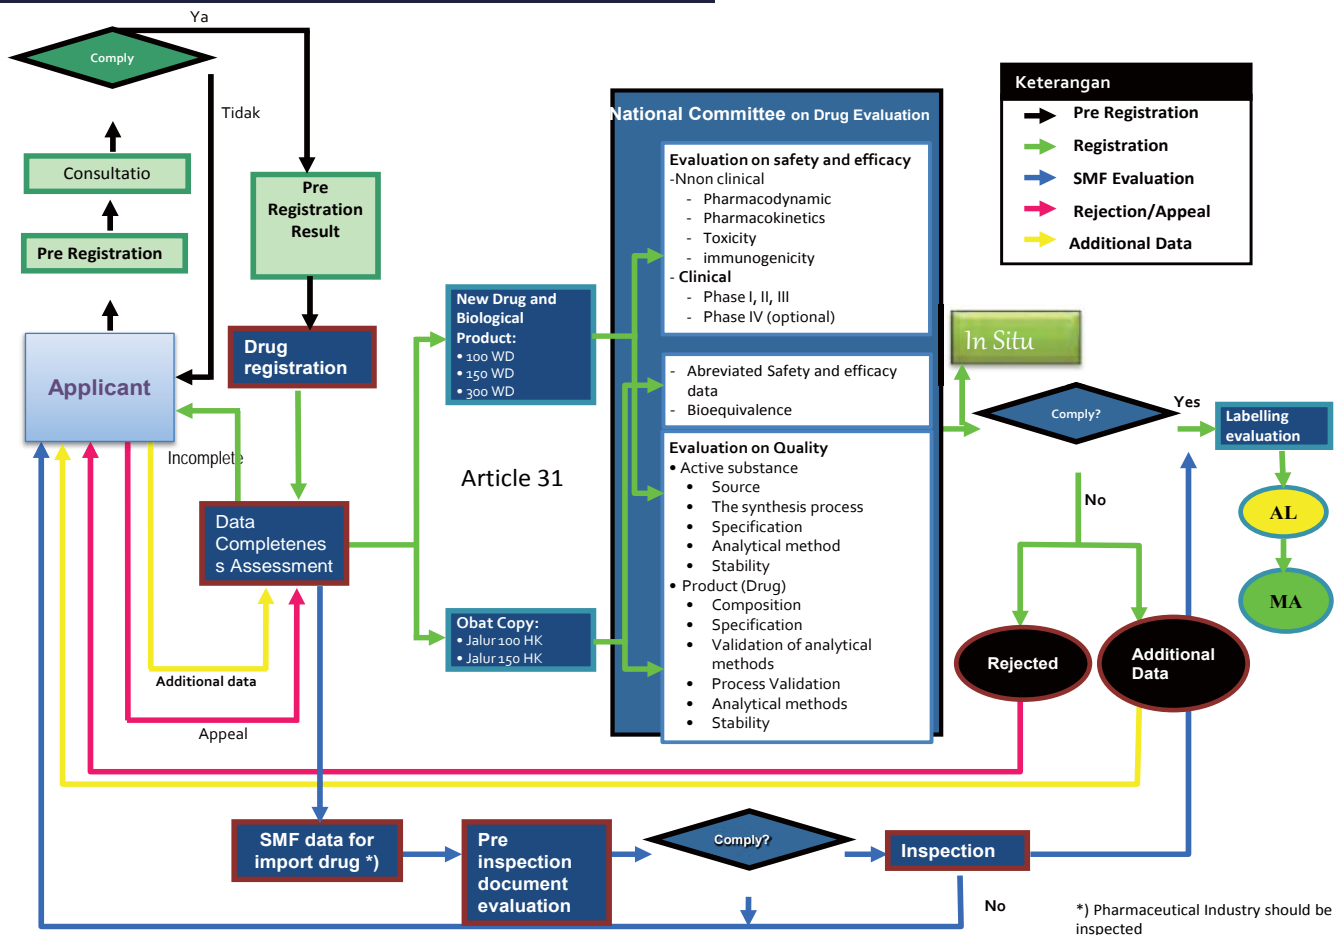 Ya
Comply
Tidak
Consultatio
Pre Registration
Applicant
Pre
Registration
Result
Drug
registration
Incomplete
Data
Completenes
s Assessment
Additional data
Appeal
New Drug and
Biological
Product:
• 100 WD
• 150 WD
• 300 WD
Article 31
Obat Copy:
• Jalur 100 HK
• Jalur 150 HK
National Committee on Drug Evaluation
Evaluation on safety and efficacy
-Nnon clinical
- Pharmacodynamic
- Pharmacokinetics
- Toxicity
- immunogenicity
- Clinical
- Phase I, II, III
- Phase IV (optional)
- Abreviated Safety and efficacy
data
- Bioequivalence
Evaluation on Quality
• Active substance
• Source
• The synthesis process
• Specification
• Analytical method
• Stability
• Product (Drug)
• Composition
• Specification
• Validation of analytical
methods
• Process Validation
• Analytical methods
• Stability
Keterangan
Pre Registration
Registration
SMF Evaluation
Rejection/Appeal
Additional Data
In Situ
Comply?
Yes
No
Labelling
evaluation
AL
MA
Rejected
Additional
Data
SMF data for
import drug *)
Pre
inspection
document
evaluation
Comply?
Inspection
No
*) Pharmaceutical Industry should be
inspected